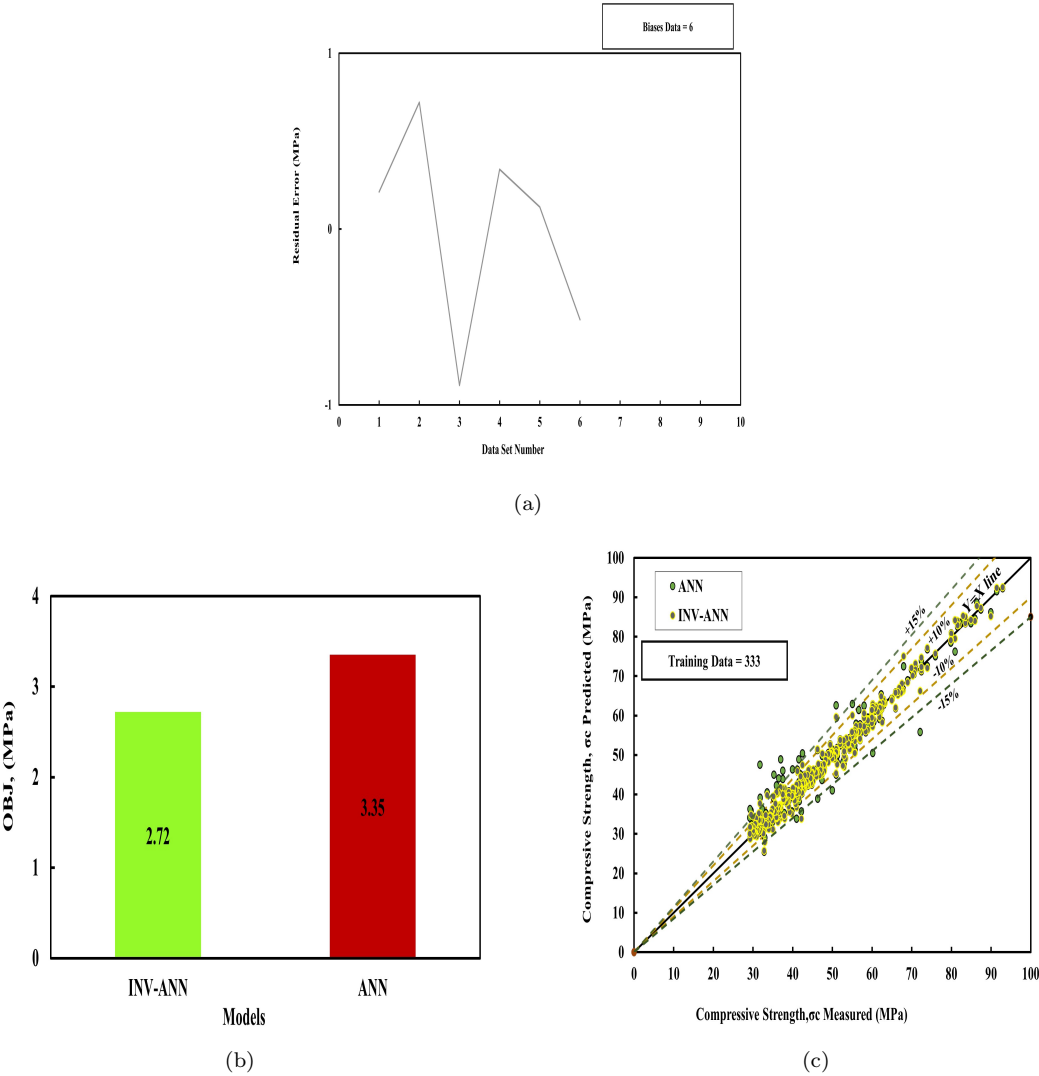 Biases Data = 6
1
0
-1
Residual Error (MPa)
0 1 2 3 4 5 6 7 8 9 10
Data Set Number
(a)
4
3
2
1
0
OBJ, (MPa)
2.72
3.35
INV-ANN ANN
Models
(b)
100
90
80
70
60
50
40
30
20
10
0
Compresive Strength, σc Predicted (MPa)
ANN
INV-ANN
Training Data = 333
+15%
+10%
Y=X line
-10%
-15%
0 10 20 30 40 50 60 70 80 90 100
Compressive Strength,σc Measured (MPa)
(c)